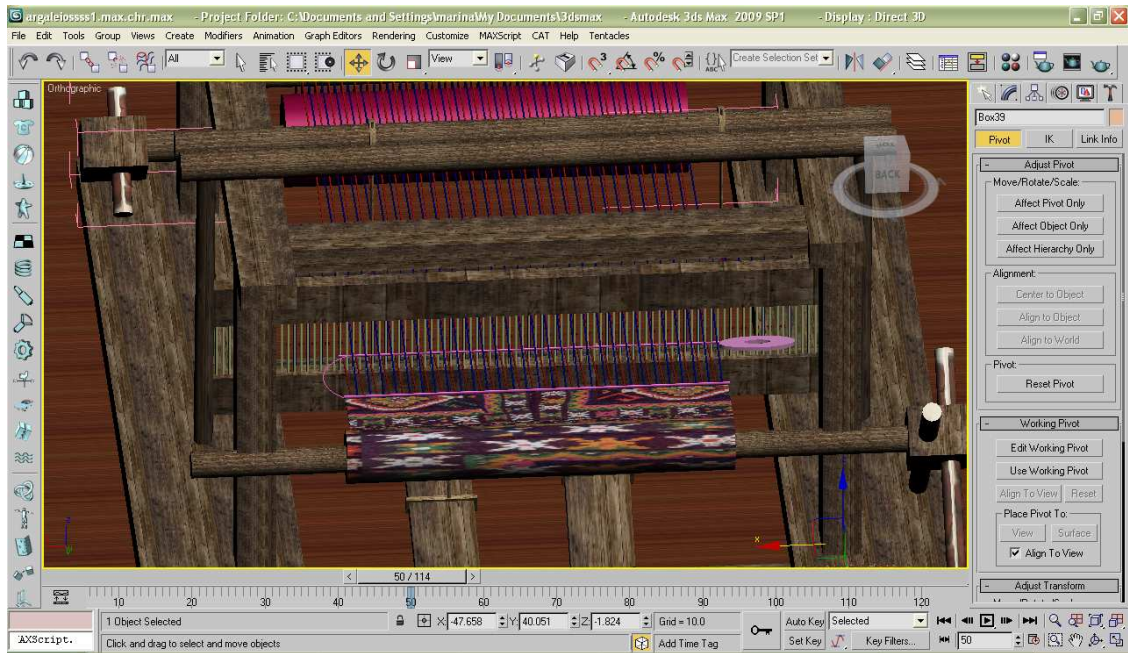 argaleiossss1.max.chr.max - Project Folder: C:\Documents and Settings\marina\My Documents\3dsmax - Autodesk 3ds Max 2009 SP1 - Display : Direct 3D
File Edit Tools Group Views Create Modifiers Animation Graph Editors Rendering Customize MAXScript CAT Help Tentacles
All View Create Selection Set
Orthographic
BACK
Box39
Pivot IK Link Info
- Adjust Pivot
Move/Rotate/Scale:
Affect Pivot Only
Affect Object Only
Affect Hierarchy Only
Alignment:
Center to Object
Align to Object
Align to World
Pivot:
Reset Pivot
- Working Pivot
Edit Working Pivot
Use Working Pivot
Align To View Reset
Place Pivot To:
View Surface
Align To View
- Adjust Transform
x
z
y
< 50 / 114 >
10 20 30 40 50 60 70 80 90 100 110 120
1 Object Selected X: -47.658 Y: 40.051 Z: -1.824 Grid = 10.0 Auto Key Selected
AXScript. Click and drag to select and move objects Add Time Tag Set Key Key Filters... 50